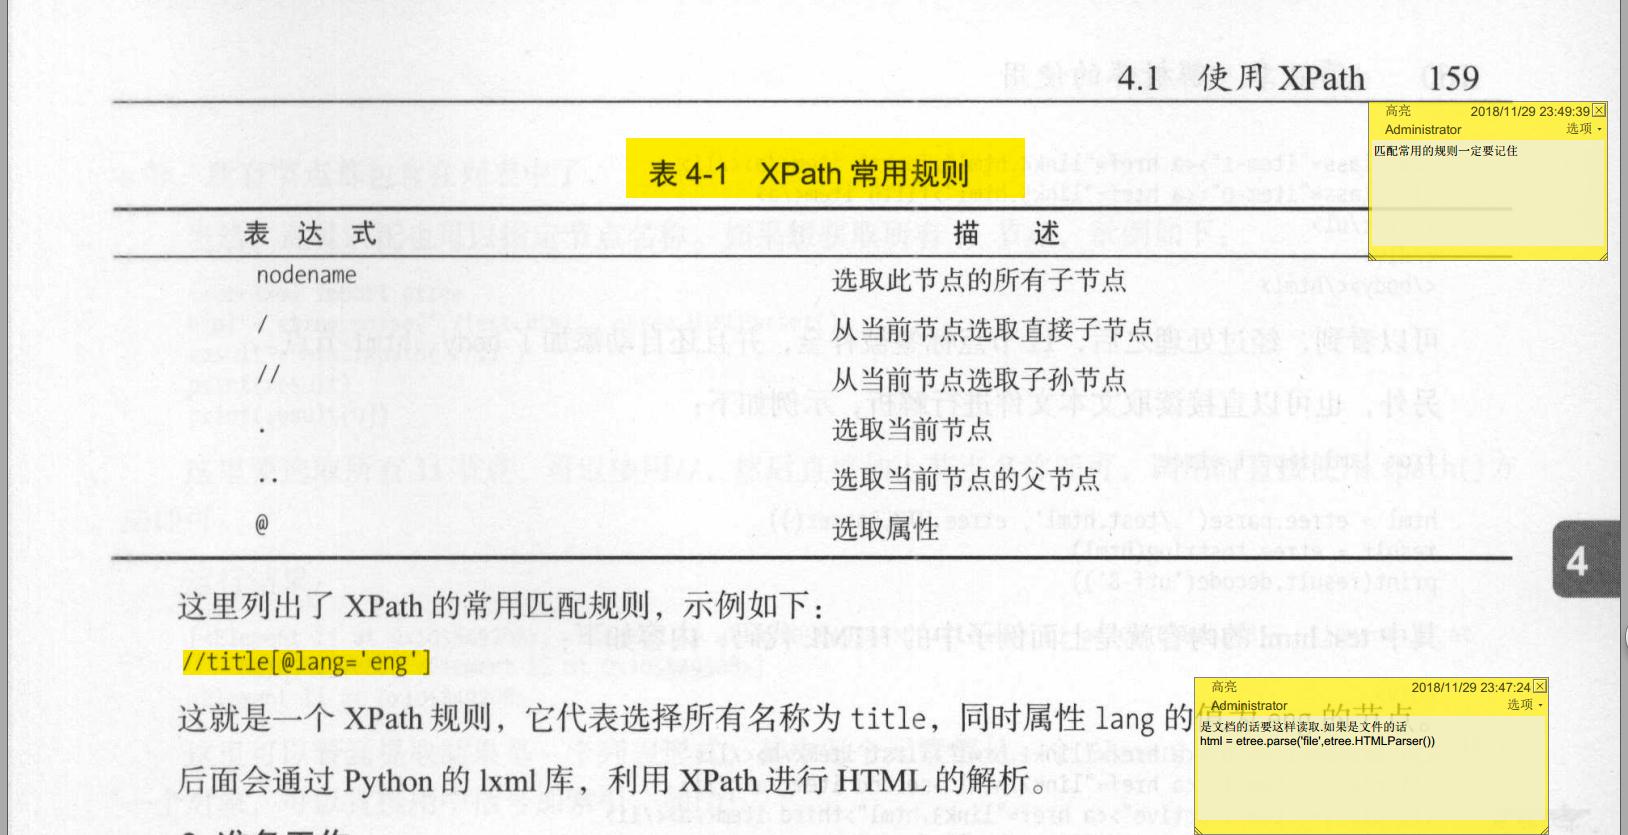 4.1 使用 XPath 159
高亮 2018/11/29 23:49:39
Administrator 选项
匹配常用的规则一定要记住
表 4-1 XPath 常用规则
表 达 式 描 述
nodename 选取此节点的所有子节点
/ 从当前节点选取直接子节点
// 从当前节点选取子孙节点
. 选取当前节点
.. 选取当前节点的父节点
@ 选取属性
4
这里列出了 XPath 的常用匹配规则，示例如下：
//title[@lang='eng']
这就是一个 XPath 规则，它代表选择所有名称为 title，同时属性 lang 的值为 eng 的节点。
后面会通过 Python 的 lxml 库，利用 XPath 进行 HTML 的解析。
高亮 2018/11/29 23:47:24
Administrator 选项
是文档的话要这样读取.如果是文件的话
html = etree.parse('file',etree.HTMLParser())